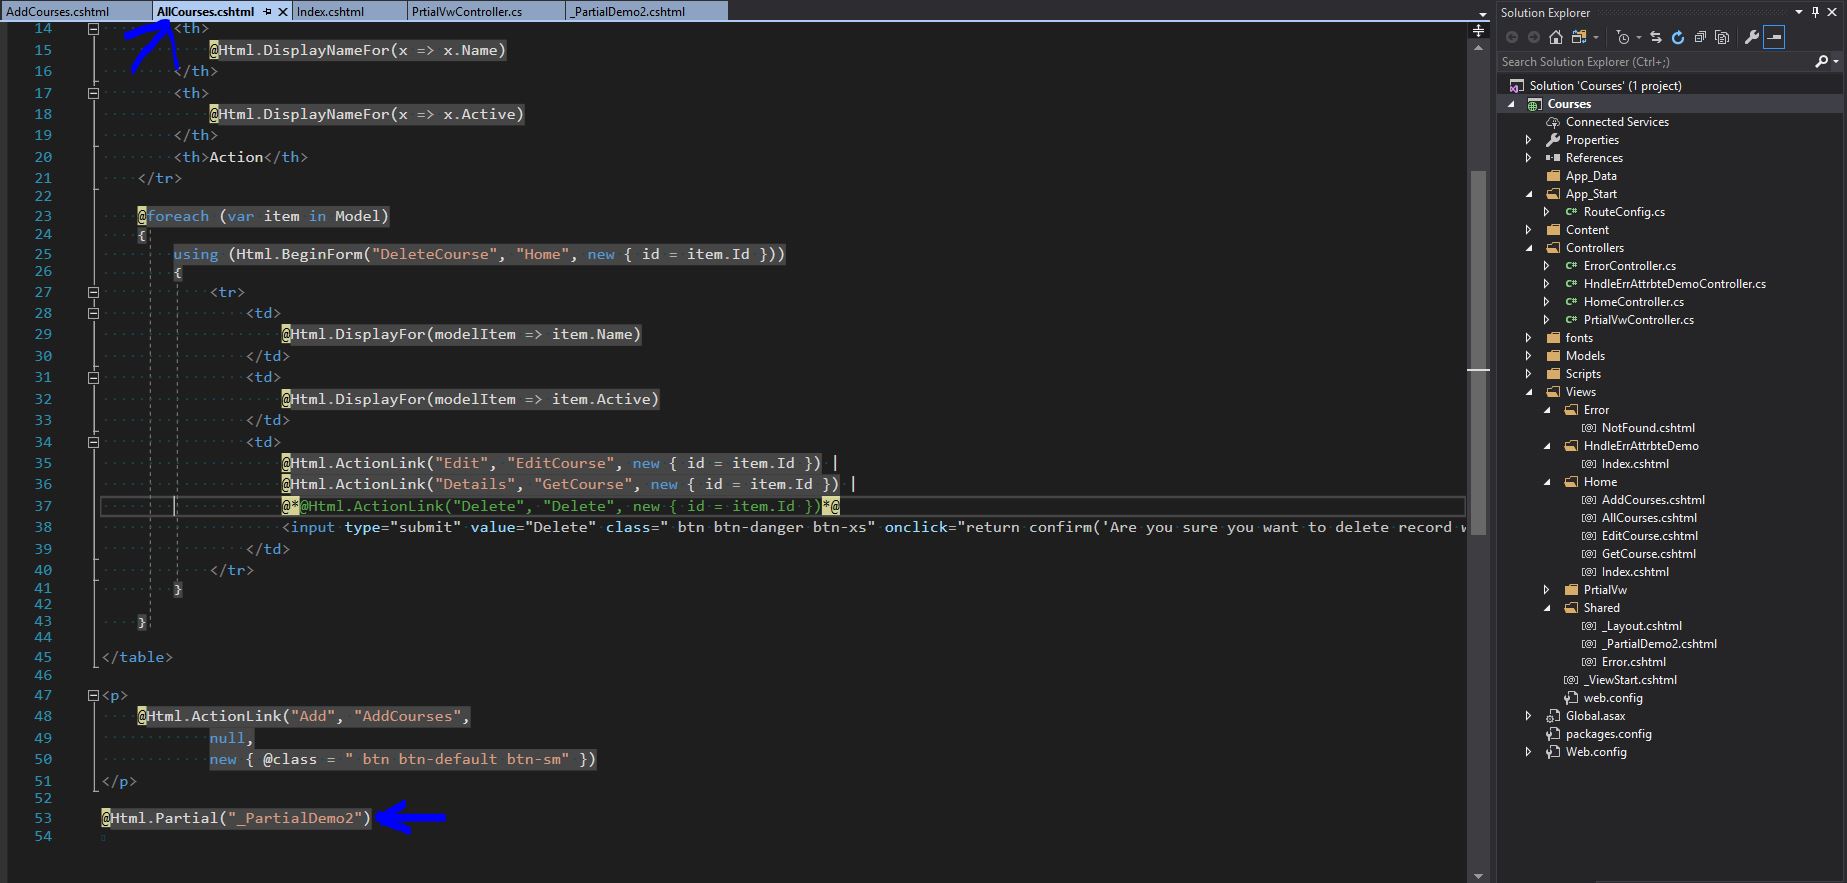 AddCourses.cshtml
AllCourses.cshtml
Index.cshtml
PrtialVwController.cs
_PartialDemo2.cshtml
14 <th>
15 @Html.DisplayNameFor(x => x.Name)
16 </th>
17 <th>
18 @Html.DisplayNameFor(x => x.Active)
19 </th>
20 <th>Action</th>
21 </tr>
22
23 @foreach (var item in Model)
24 {
25 using (Html.BeginForm("DeleteCourse", "Home", new { id = item.Id }))
26 {
27 <tr>
28 <td>
29 @Html.DisplayFor(modelItem => item.Name)
30 </td>
31 <td>
32 @Html.DisplayFor(modelItem => item.Active)
33 </td>
34 <td>
35 @Html.ActionLink("Edit", "EditCourse", new { id = item.Id }) |
36 @Html.ActionLink("Details", "GetCourse", new { id = item.Id }) |
37 @*@Html.ActionLink("Delete", "Delete", new { id = item.Id })*@
38 <input type="submit" value="Delete" class=" btn btn-danger btn-xs" onclick="return confirm('Are you sure you want to delete record w
39 </td>
40 </tr>
41 }
42
43 }
44
45 </table>
46
47 <p>
48 @Html.ActionLink("Add", "AddCourses",
49 null,
50 new { @class = " btn btn-default btn-sm" })
51 </p>
52
53 @Html.Partial("_PartialDemo2")
54
Solution Explorer
Search Solution Explorer (Ctrl+;)
Solution 'Courses' (1 project)
Courses
Connected Services
Properties
References
App_Data
App_Start
RouteConfig.cs
Content
Controllers
ErrorController.cs
HndleErrAttrbteDemoController.cs
HomeController.cs
PrtialVwController.cs
fonts
Models
Scripts
Views
Error
NotFound.cshtml
HndleErrAttrbteDemo
Index.cshtml
Home
AddCourses.cshtml
AllCourses.cshtml
EditCourse.cshtml
GetCourse.cshtml
Index.cshtml
PrtialVw
Shared
_Layout.cshtml
_PartialDemo2.cshtml
Error.cshtml
_ViewStart.cshtml
web.config
Global.asax
packages.config
Web.config